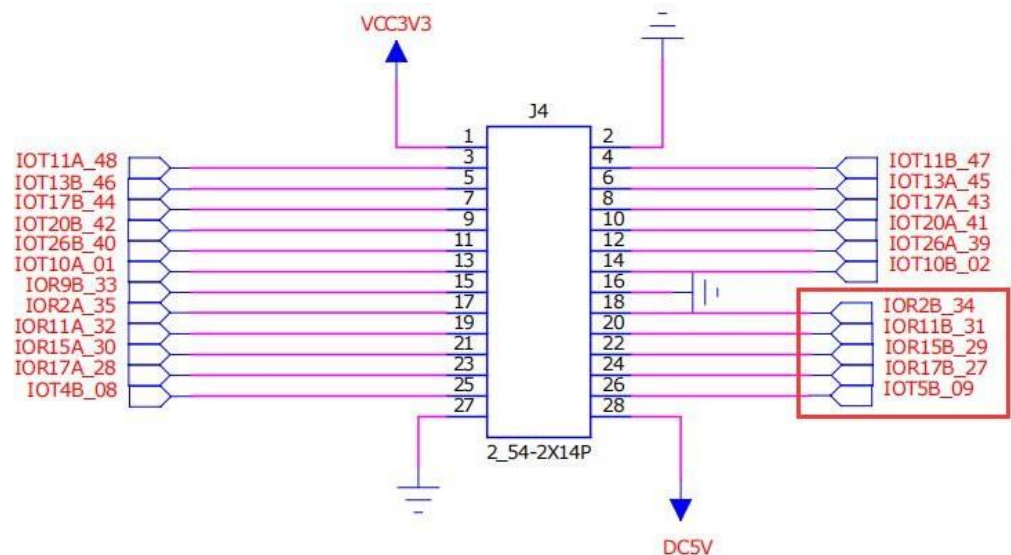 VCC3V3
J4
1 2
IOT11A_48 3 4 IOT11B_47
IOT13B_46 5 6 IOT13A_45
IOT17B_44 7 8 IOT17A_43
IOT20B_42 9 10 IOT20A_41
IOT26B_40 11 12 IOT26A_39
IOT10A_01 13 14 IOT10B_02
IOR9B_33 15 16
IOR2A_35 17 18 IOR2B_34
IOR11A_32 19 20 IOR11B_31
IOR15A_30 21 22 IOR15B_29
IOR17A_28 23 24 IOR17B_27
IOT4B_08 25 26 IOT5B_09
27 28
2_54-2X14P
DC5V